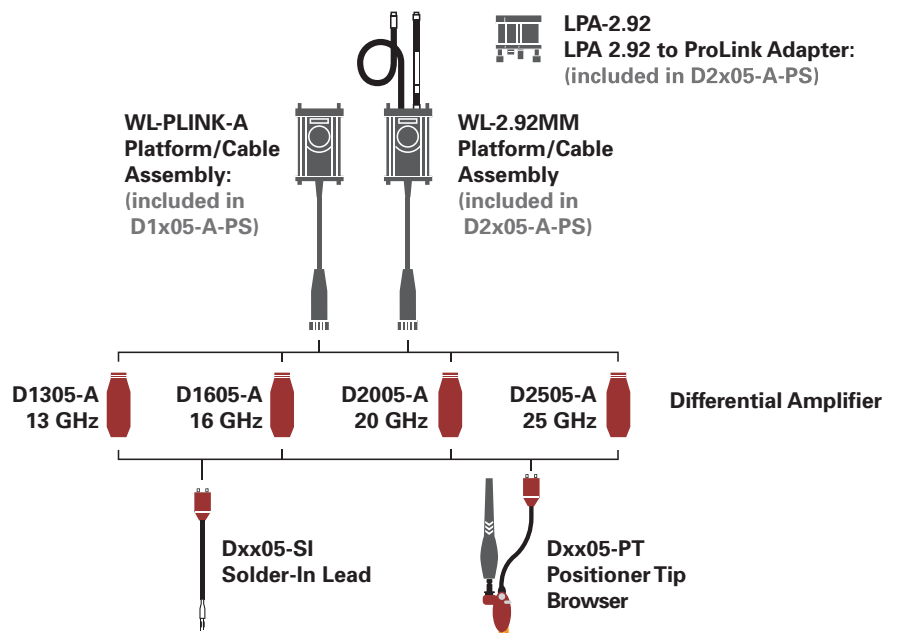 LPA-2.92
LPA 2.92 to ProLink Adapter:
(included in D2x05-A-PS)
WL-PLINK-A
Platform/Cable
Assembly:
(included in
D1x05-A-PS)
WL-2.92MM
Platform/Cable
Assembly
(included in
D2x05-A-PS)
D1305-A
13 GHz
D1605-A
16 GHz
D2005-A
20 GHz
D2505-A
25 GHz
Differential Amplifier
Dxx05-SI
Solder-In Lead
Dxx05-PT
Positioner Tip
Browser